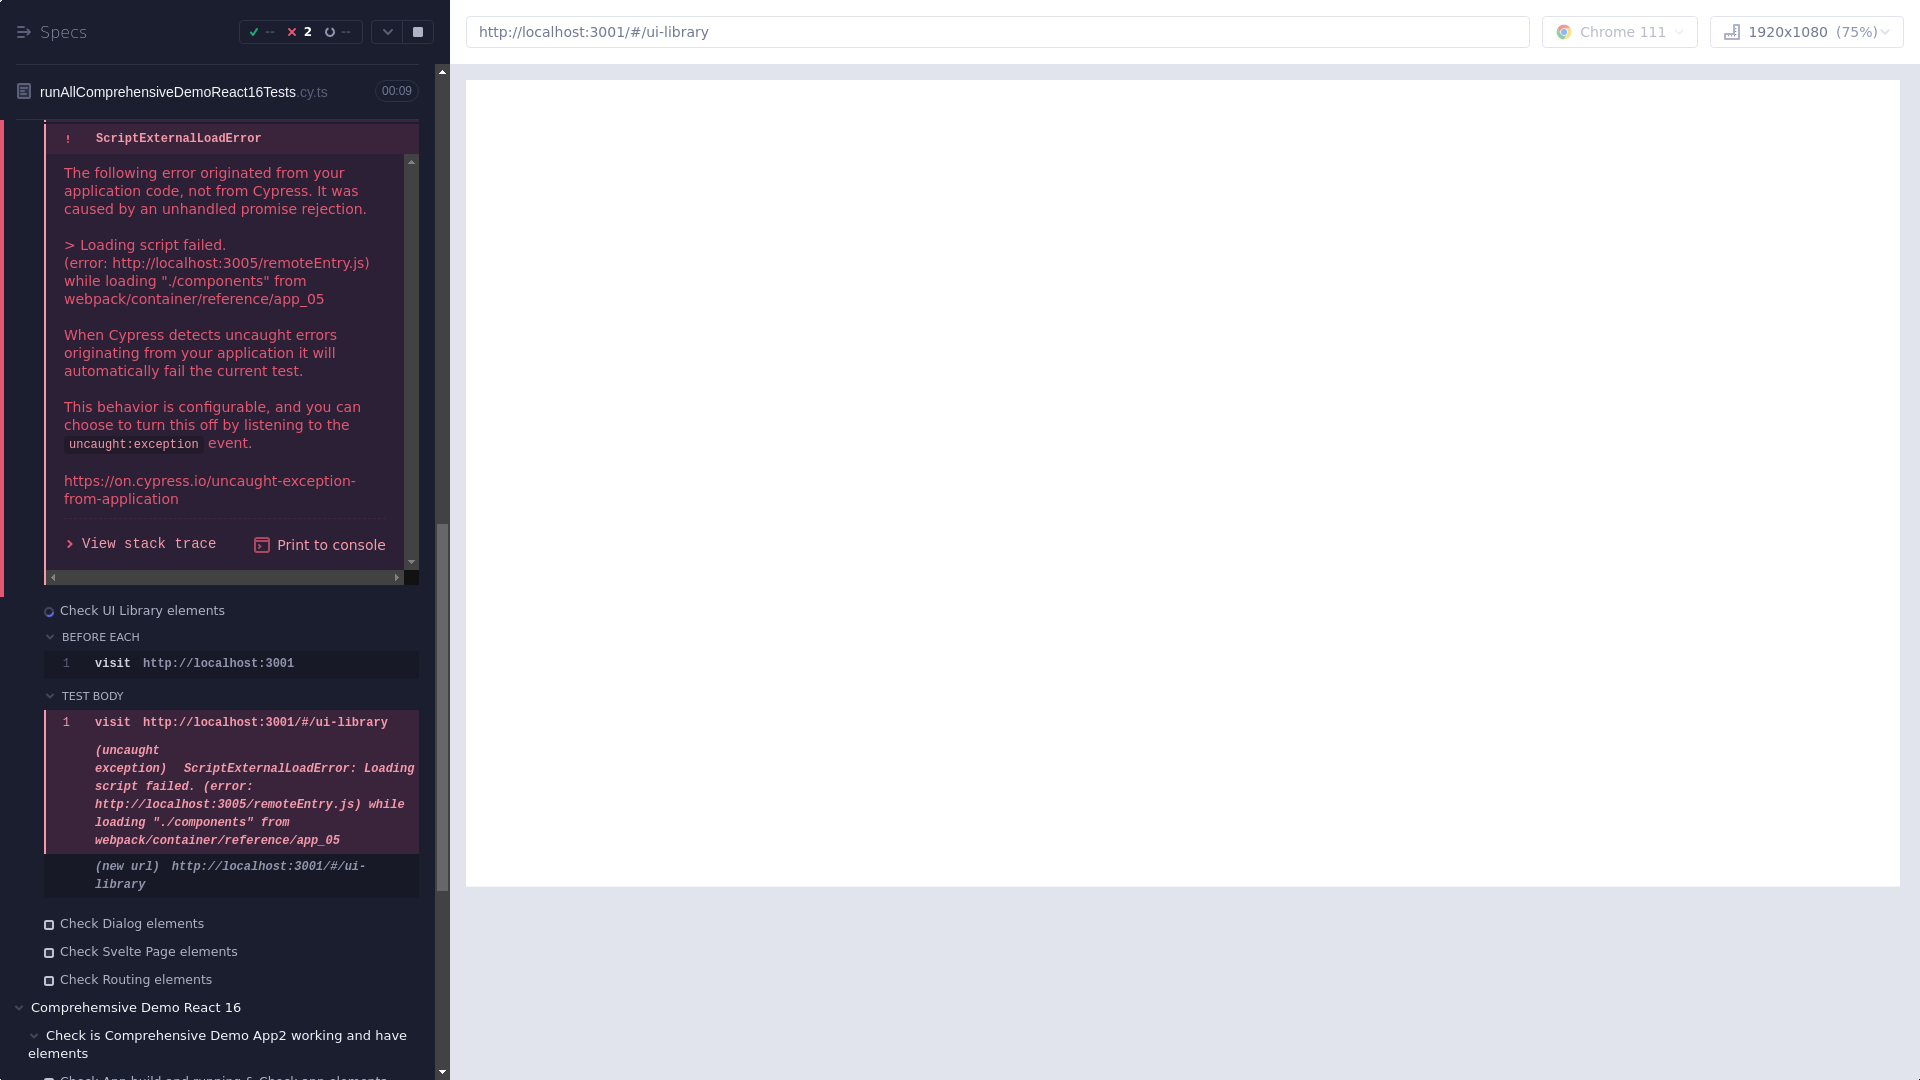 Specs
--
2
--
http://localhost:3001/#/ui-library
Chrome 111
1920x1080 (75%)
runAllComprehensiveDemoReact16Tests.cy.ts
00:09
! ScriptExternalLoadError
The following error originated from your
application code, not from Cypress. It was
caused by an unhandled promise rejection.
> Loading script failed.
(error: http://localhost:3005/remoteEntry.js)
while loading "./components" from
webpack/container/reference/app_05
When Cypress detects uncaught errors
originating from your application it will
automatically fail the current test.
This behavior is configurable, and you can
choose to turn this off by listening to the
uncaught:exception event.
https://on.cypress.io/uncaught-exception-
from-application
View stack trace
Print to console
Check UI Library elements
BEFORE EACH
1 visit http://localhost:3001
TEST BODY
1 visit http://localhost:3001/#/ui-library
(uncaught
exception) ScriptExternalLoadError: Loading
script failed. (error:
http://localhost:3005/remoteEntry.js) while
loading "./components" from
webpack/container/reference/app_05
(new url) http://localhost:3001/#/ui-
library
Check Dialog elements
Check Svelte Page elements
Check Routing elements
Comprehemsive Demo React 16
Check is Comprehensive Demo App2 working and have
elements
Check App build and running & Check app elements